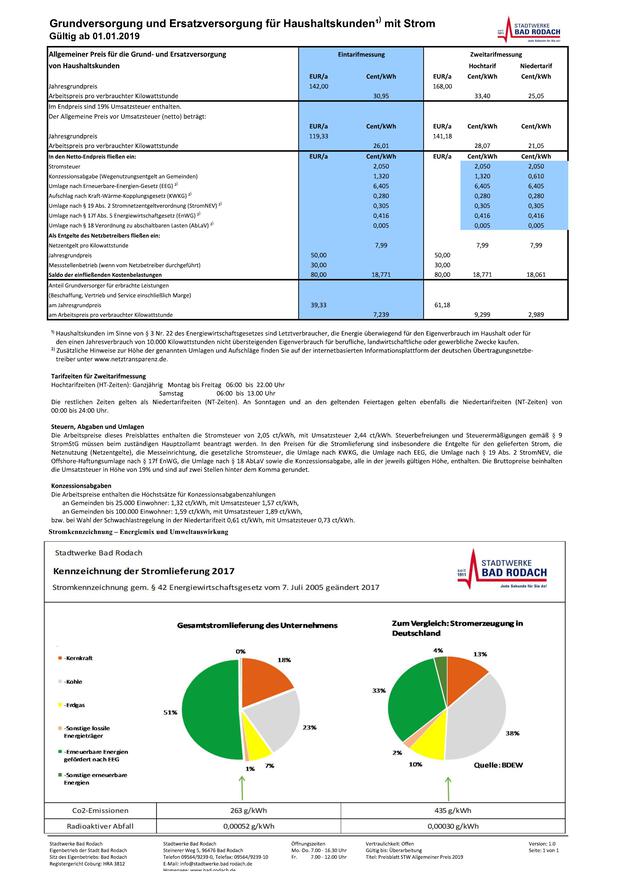 Grundversorgung und Ersatzversorgung für Haushaltskunden¹⁾ mit Strom
Gültig ab 01.01.2019
STADTWERKE
seit 1911 BAD RODACH
Jede Sekunde für Sie da!
Allgemeiner Preis für die Grund- und Ersatzversorgung Eintarifmessung Zweitarifmessung
von Haushaltskunden Hochtarif Niedertarif
EUR/a Cent/kWh EUR/a Cent/kWh Cent/kWh
Jahresgrundpreis 142,00 168,00
Arbeitspreis pro verbrauchter Kilowattstunde 30,95 33,40 25,05
Im Endpreis sind 19% Umsatzsteuer enthalten.
Der Allgemeine Preis vor Umsatzsteuer (netto) beträgt:
EUR/a Cent/kWh EUR/a Cent/kWh Cent/kWh
Jahresgrundpreis 119,33 141,18
Arbeitspreis pro verbrauchter Kilowattstunde 26,01 28,07 21,05
In den Netto-Endpreis fließen ein: EUR/a Cent/kWh EUR/a Cent/kWh Cent/kWh
Stromsteuer 2,050 2,050 2,050
Konzessionsabgabe (Wegenutzungsentgelt an Gemeinden) 1,320 1,320 0,610
Umlage nach Erneuerbare-Energien-Gesetz (EEG) ²⁾ 6,405 6,405 6,405
Aufschlag nach Kraft-Wärme-Kopplungsgesetz (KWKG) ²⁾ 0,280 0,280 0,280
Umlage nach § 19 Abs. 2 Stromnetzentgeltverordnung (StromNEV) ²⁾ 0,305 0,305 0,305
Umlage nach § 17f Abs. 5 Energiewirtschaftgesetz (EnWG) ²⁾ 0,416 0,416 0,416
Umlage nach § 18 Verordnung zu abschaltbaren Lasten (AbLaV) ²⁾ 0,005 0,005 0,005
Als Entgelte des Netzbetreibers fließen ein:
Netzentgelt pro Kilowattstunde 7,99 7,99 7,99
Jahresgrundpreis 50,00 50,00
Messstellenbetrieb (wenn vom Netzbetreiber durchgeführt) 30,00 30,00
Saldo der einfließenden Kostenbelastungen 80,00 18,771 80,00 18,771 18,061
Anteil Grundversorger für erbrachte Leistungen
(Beschaffung, Vertrieb und Service einschließlich Marge)
am Jahresgrundpreis 39,33 61,18
am Arbeitspreis pro verbrauchter Kilowattstunde 7,239 9,299 2,989
¹⁾ Haushaltskunden im Sinne von § 3 Nr. 22 des Energiewirtschaftsgesetzes sind Letztverbraucher, die Energie überwiegend für den Eigenverbrauch im Haushalt oder für
den einen Jahresverbrauch von 10.000 Kilowattstunden nicht übersteigenden Eigenverbrauch für berufliche, landwirtschaftliche oder gewerbliche Zwecke kaufen.
²⁾ Zusätzliche Hinweise zur Höhe der genannten Umlagen und Aufschläge finden Sie auf der internetbasierten Informationsplattform der deutschen Übertragungsnetzbe-
treiber unter www.netztransparenz.de.
Tarifzeiten für Zweitarifmessung
Hochtarifzeiten (HT-Zeiten): Ganzjährig Montag bis Freitag 06:00 bis 22.00 Uhr
Samstag 06:00 bis 13.00 Uhr
Die restlichen Zeiten gelten als Niedertarifzeiten (NT-Zeiten). An Sonntagen und an den geltenden Feiertagen gelten ebenfalls die Niedertarifzeiten (NT-Zeiten) von
00:00 bis 24:00 Uhr.
Steuern, Abgaben und Umlagen
Die Arbeitspreise dieses Preisblattes enthalten die Stromsteuer von 2,05 ct/kWh, mit Umsatzsteuer 2,44 ct/kWh. Steuerbefreiungen und Steuerermäßigungen gemäß § 9
StromStG müssen beim zuständigen Hauptzollamt beantragt werden. In den Preisen für die Stromlieferung sind insbesondere die Entgelte für den gelieferten Strom, die
Netznutzung (Netzentgelte), die Messeinrichtung, die gesetzliche Stromsteuer, die Umlage nach KWKG, die Umlage nach EEG, die Umlage nach § 19 Abs. 2 StromNEV, die
Offshore-Haftungsumlage nach § 17f EnWG, die Umlage nach § 18 AbLaV sowie die Konzessionsabgabe, alle in der jeweils gültigen Höhe, enthalten. Die Bruttopreise beinhalten
die Umsatzsteuer in Höhe von 19% und sind auf zwei Stellen hinter dem Komma gerundet.
Konzessionsabgaben
Die Arbeitspreise enthalten die Höchstsätze für Konzessionsabgabenzahlungen
an Gemeinden bis 25.000 Einwohner: 1,32 ct/kWh, mit Umsatzsteuer 1,57 ct/kWh,
an Gemeinden bis 100.000 Einwohner: 1,59 ct/kWh, mit Umsatzsteuer 1,89 ct/kWh,
bzw. bei Wahl der Schwachlastregelung in der Niedertarifzeit 0,61 ct/kWh, mit Umsatzsteuer 0,73 ct/kWh.
Stromkennzeichnung – Energiemix und Umweltauswirkung
Stadtwerke Bad Rodach
STADTWERKE
seit 1911 BAD RODACH
Jede Sekunde für Sie da!
Kennzeichnung der Stromlieferung 2017
Stromkennzeichnung gem. § 42 Energiewirtschaftgesetz vom 7. Juli 2005 geändert 2017
Gesamtstromlieferung des Unternehmens
Zum Vergleich: Stromerzeugung in
Deutschland
-Kernkraft
-Kohle
-Erdgas
-Sonstige fossile
Energieträger
-Erneuerbare Energien
gefördert nach EEG
-Sonstige erneuerbare
Energien
0%
18%
23%
7%
1%
51%
4%
13%
38%
10%
2%
33%
Quelle: BDEW
Co2-Emissionen 263 g/kWh 435 g/kWh
Radioaktiver Abfall 0,00052 g/kWh 0,00030 g/kWh
Stadtwerke Bad Rodach
Eigenbetrieb der Stadt Bad Rodach
Sitz des Eigenbetriebs: Bad Rodach
Registergericht Coburg: HRA 3812
Stadtwerke Bad Rodach
Steinerer Weg 5, 96476 Bad Rodach
Telefon 09564/9239-0, Telefax: 09564/9239-10
E-Mail: info@stadtwerke.bad rodach.de
Homepage: www.bad-rodach.de
Öffnungszeiten
Mo. Do. 7.00 - 16.30 Uhr
Fr. 7.00 - 12.00 Uhr
Vertraulichkeit: Offen
Gültig bis: Überarbeitung
Titel: Preisblatt STW Allgemeiner Preis 2019
Version: 1.0
Seite: 1 von 1